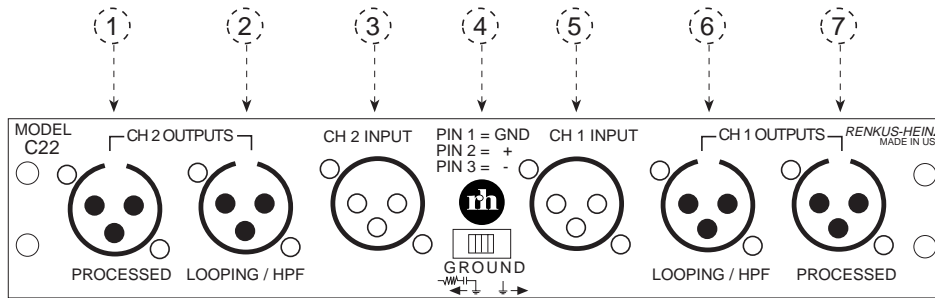 1 2 3 4 5 6 7
MODEL
C22
CH 2 OUTPUTS
CH 2 INPUT
PIN 1 = GND
PIN 2 = +
PIN 3 = -
CH 1 INPUT
CH 1 OUTPUTS
RENKUS-HEINZ
MADE IN US
rh
PROCESSED
LOOPING / HPF
GROUND
LOOPING / HPF
PROCESSED